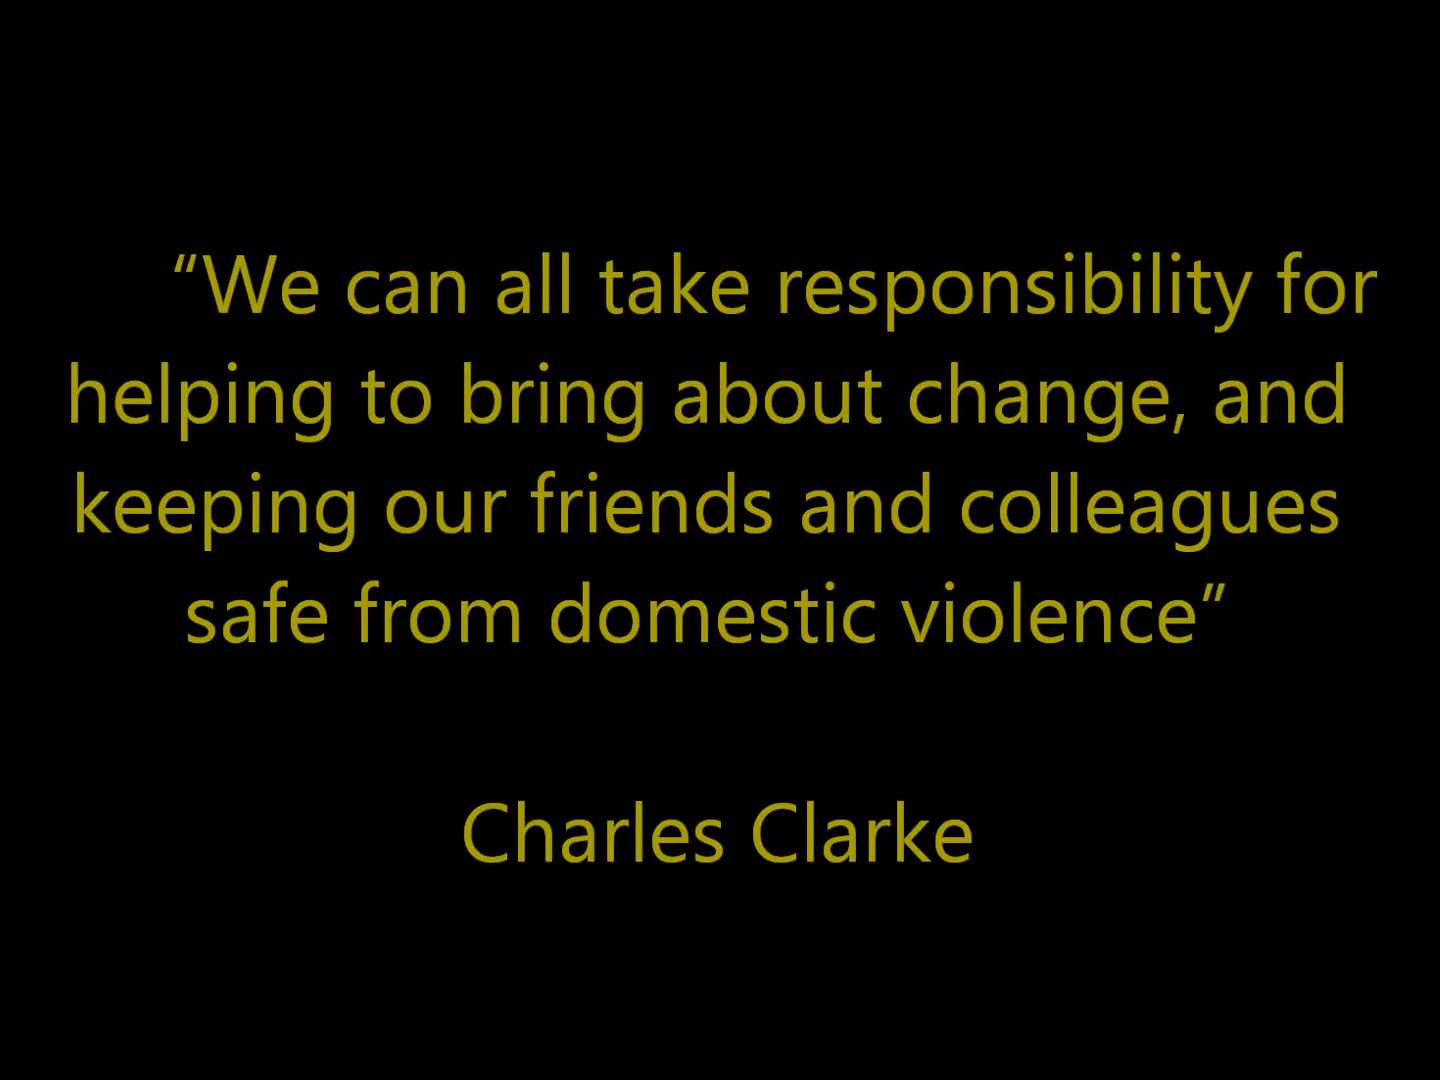 “We can all take responsibility for
helping to bring about change, and
keeping our friends and colleagues
safe from domestic violence”
Charles Clarke